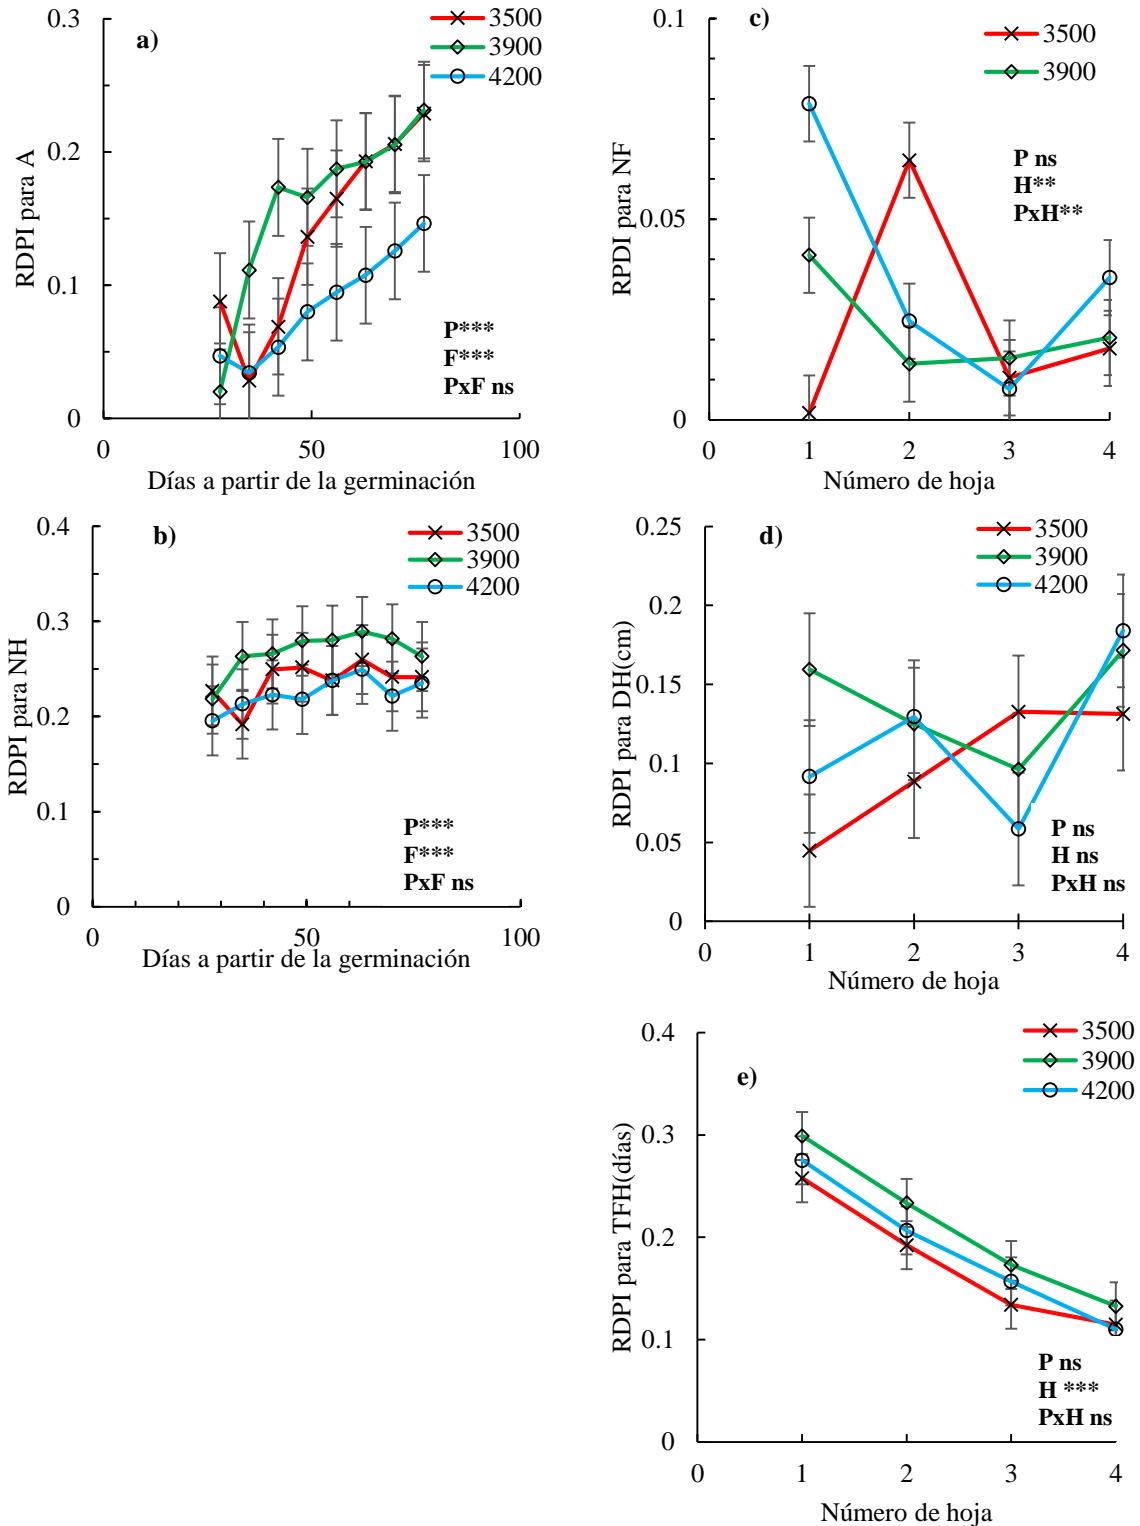 a)
3500
3900
4200
RDPI para A
0.3
0.2
0.1
0
P***
F***
PxF ns
0
50
100
Días a partir de la germinación
c)
3500
3900
RPDI para NF
0.1
0.05
0
P ns
H**
PxH**
0
1
2
3
4
Número de hoja
b)
3500
3900
4200
RDPI para NH
0.4
0.3
0.2
0.1
0
P***
F***
PxF ns
0
50
100
Días a partir de la germinación
d)
3500
3900
4200
RDPI para DH(cm)
0.25
0.2
0.15
0.1
0.05
0
P ns
H ns
PxH ns
0
1
2
3
4
Número de hoja
e)
3500
3900
4200
RDPI para TFH(días)
0.4
0.3
0.2
0.1
0
P ns
H ***
PxH ns
0
1
2
3
4
Número de hoja